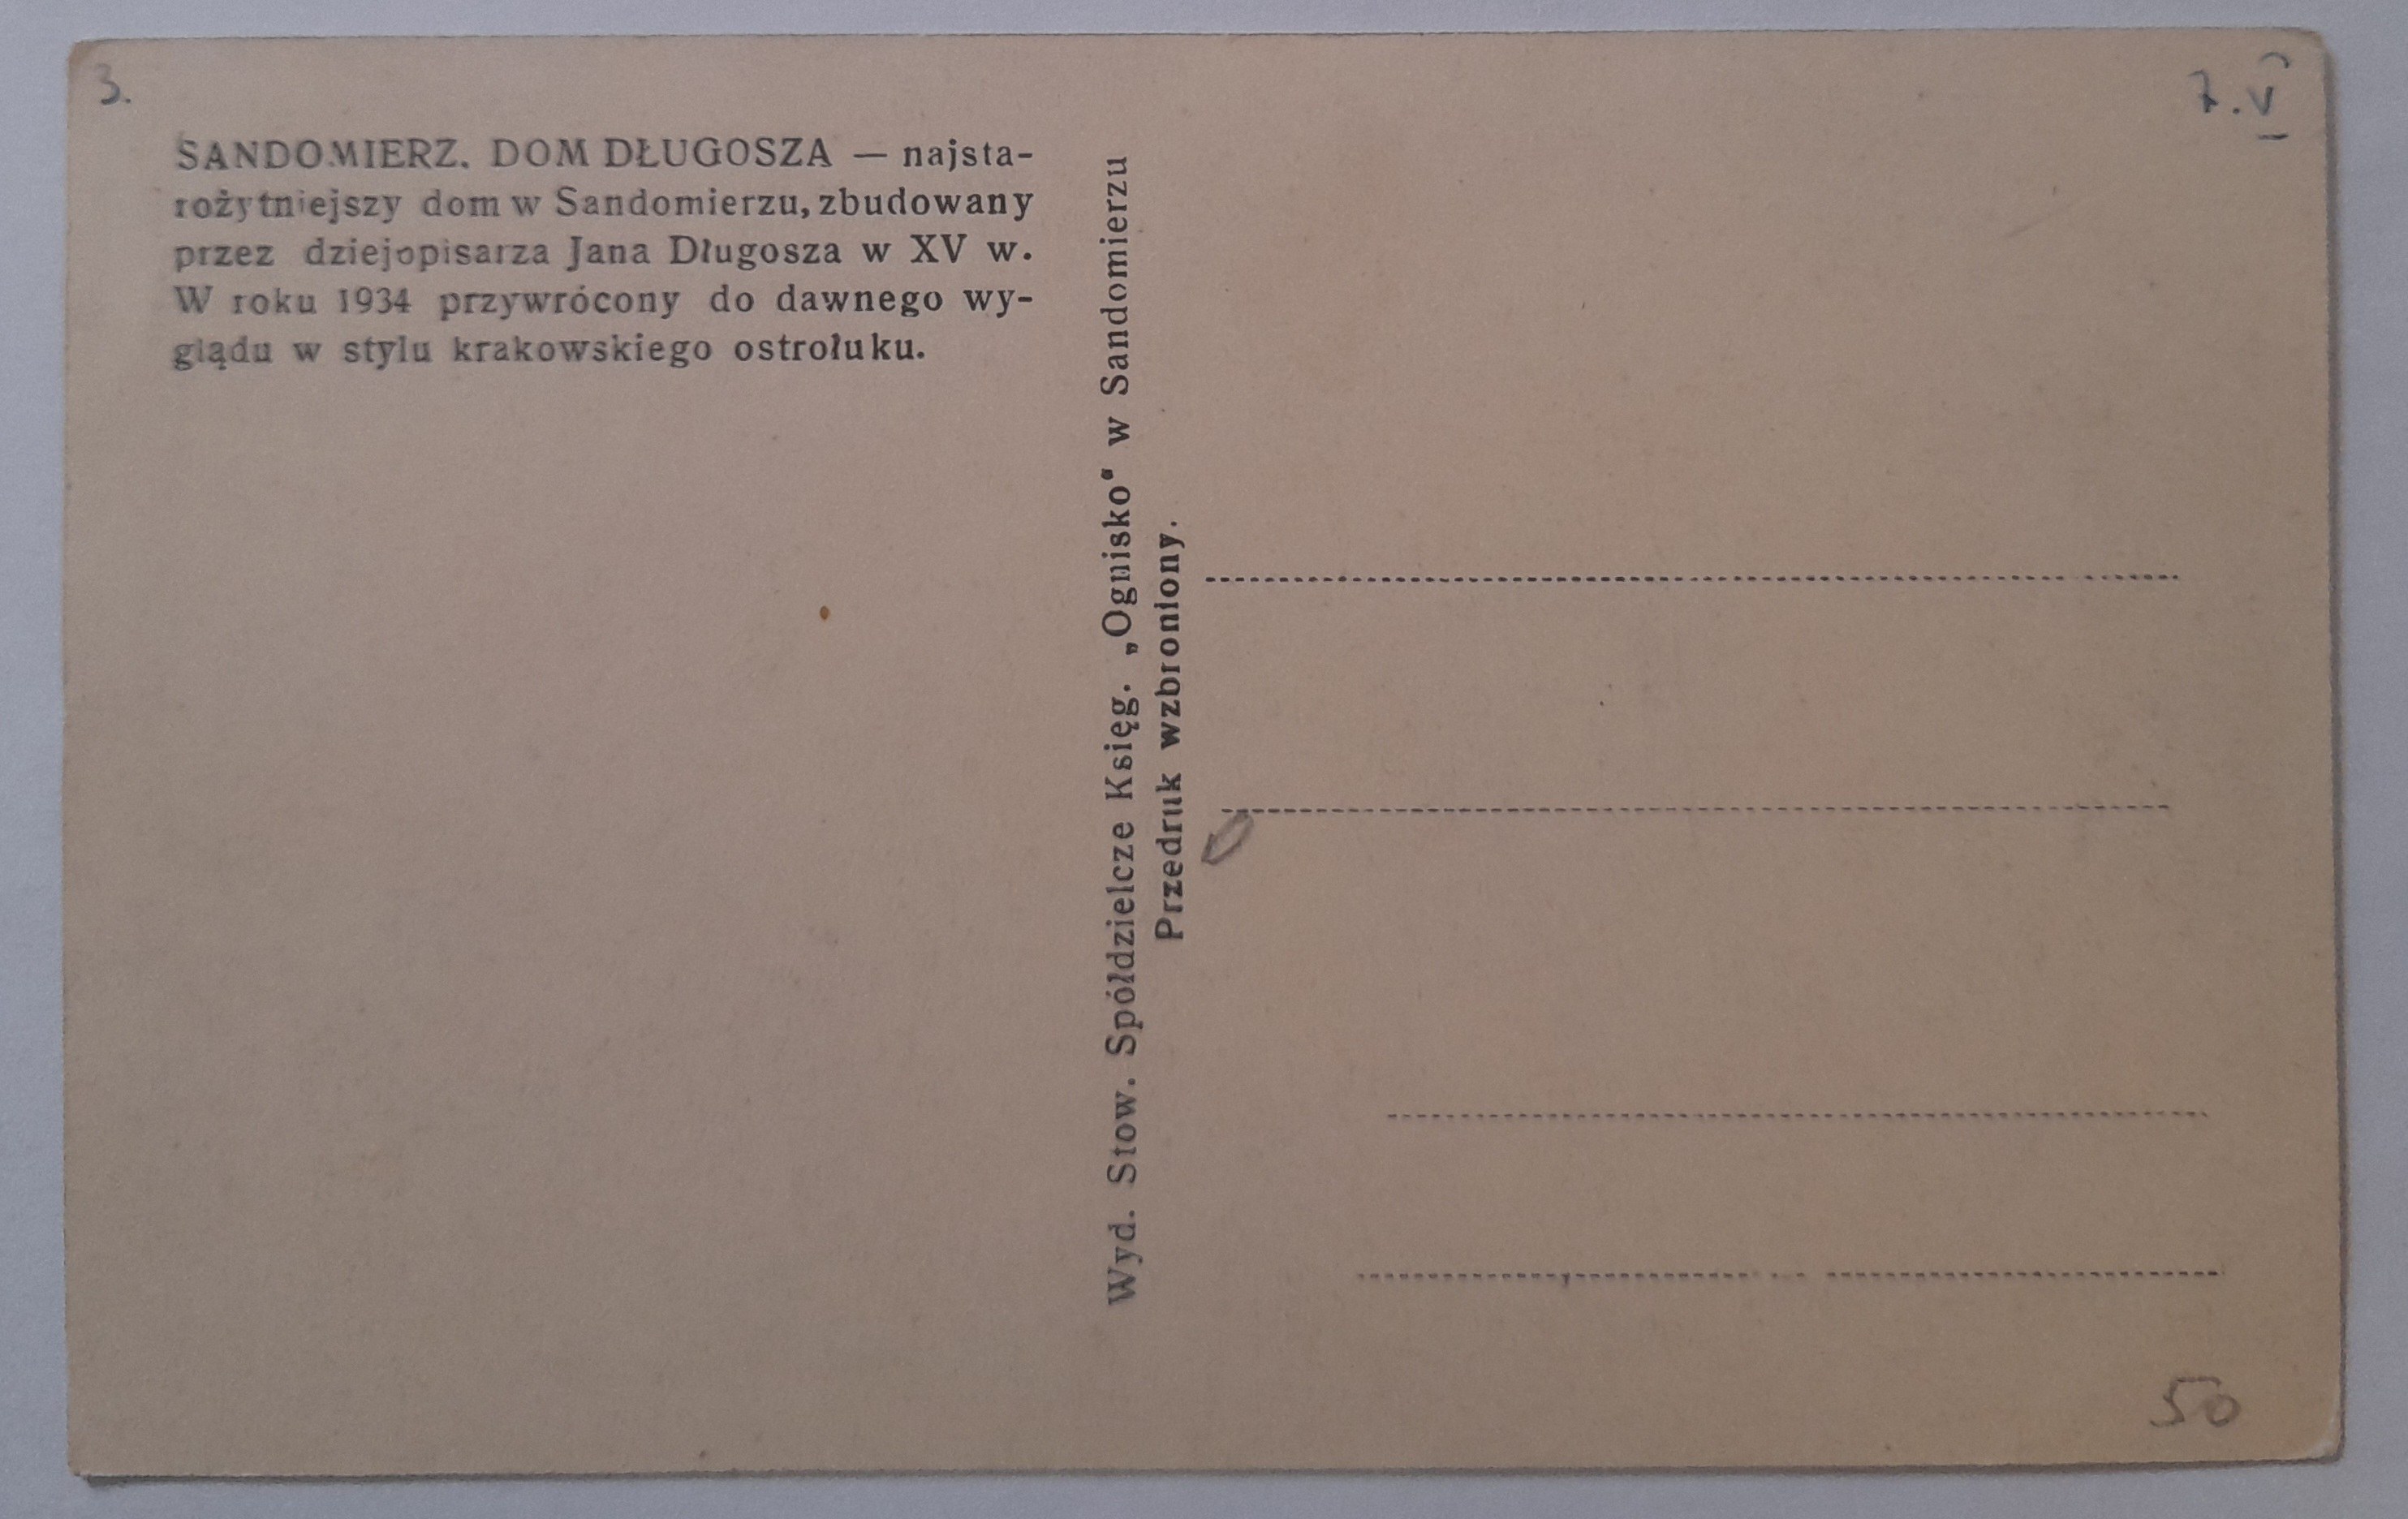 3.
7.V
SANDOMIERZ. DOM DŁUGOSZA — najsta-
rożytniejszy dom w Sandomierzu, zbudowany
przez dziejopisarza Jana Długosza w XV w.
W roku 1934 przywrócony do dawnego wy-
glądu w stylu krakowskiego ostrołuku.
Wyd. Stow. Spółdzielcze Księg. „Ognisko“ w Sandomierzu
Przedruk wzbroniony.
50